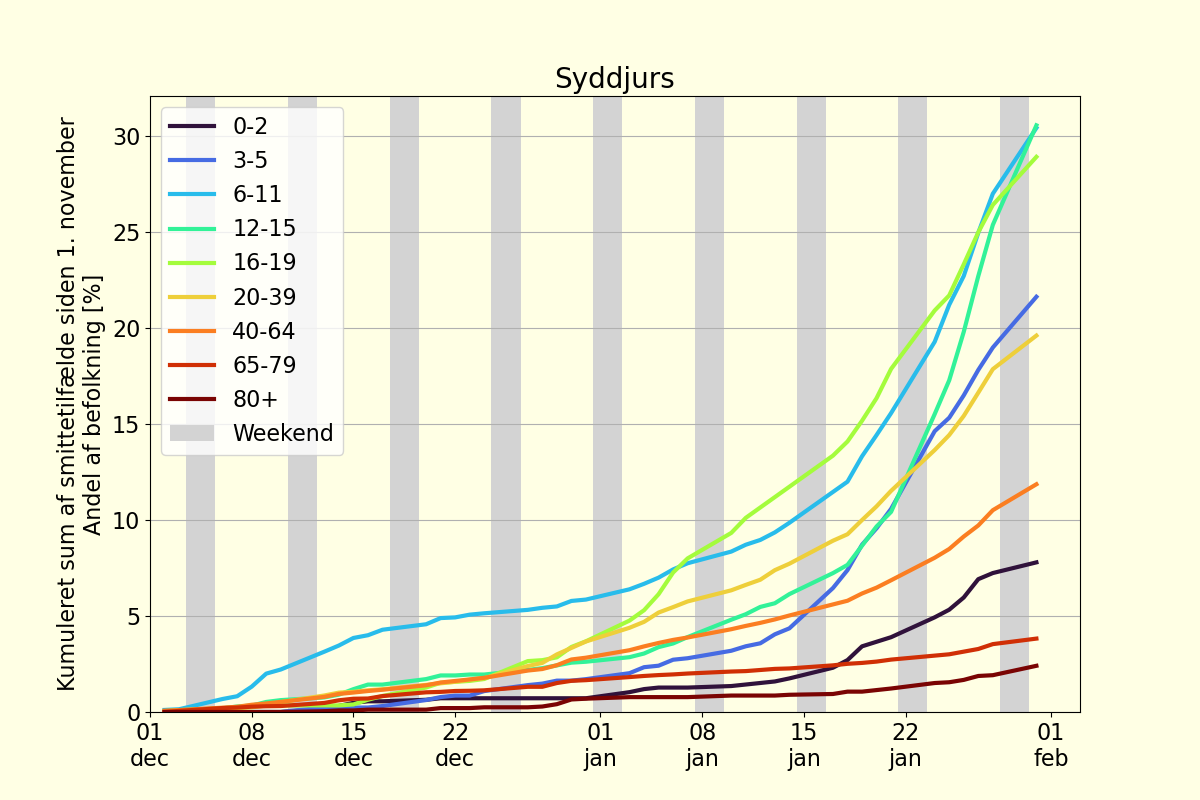 Syddjurs
Kumuleret sum af smittetilfælde siden 1. november
Andel af befolkning [%]
30
25
20
15
10
5
0
0-2
3-5
6-11
12-15
16-19
20-39
40-64
65-79
80+
Weekend
01 08 15 22 01 08 15 22 01
dec dec dec dec jan jan jan jan feb